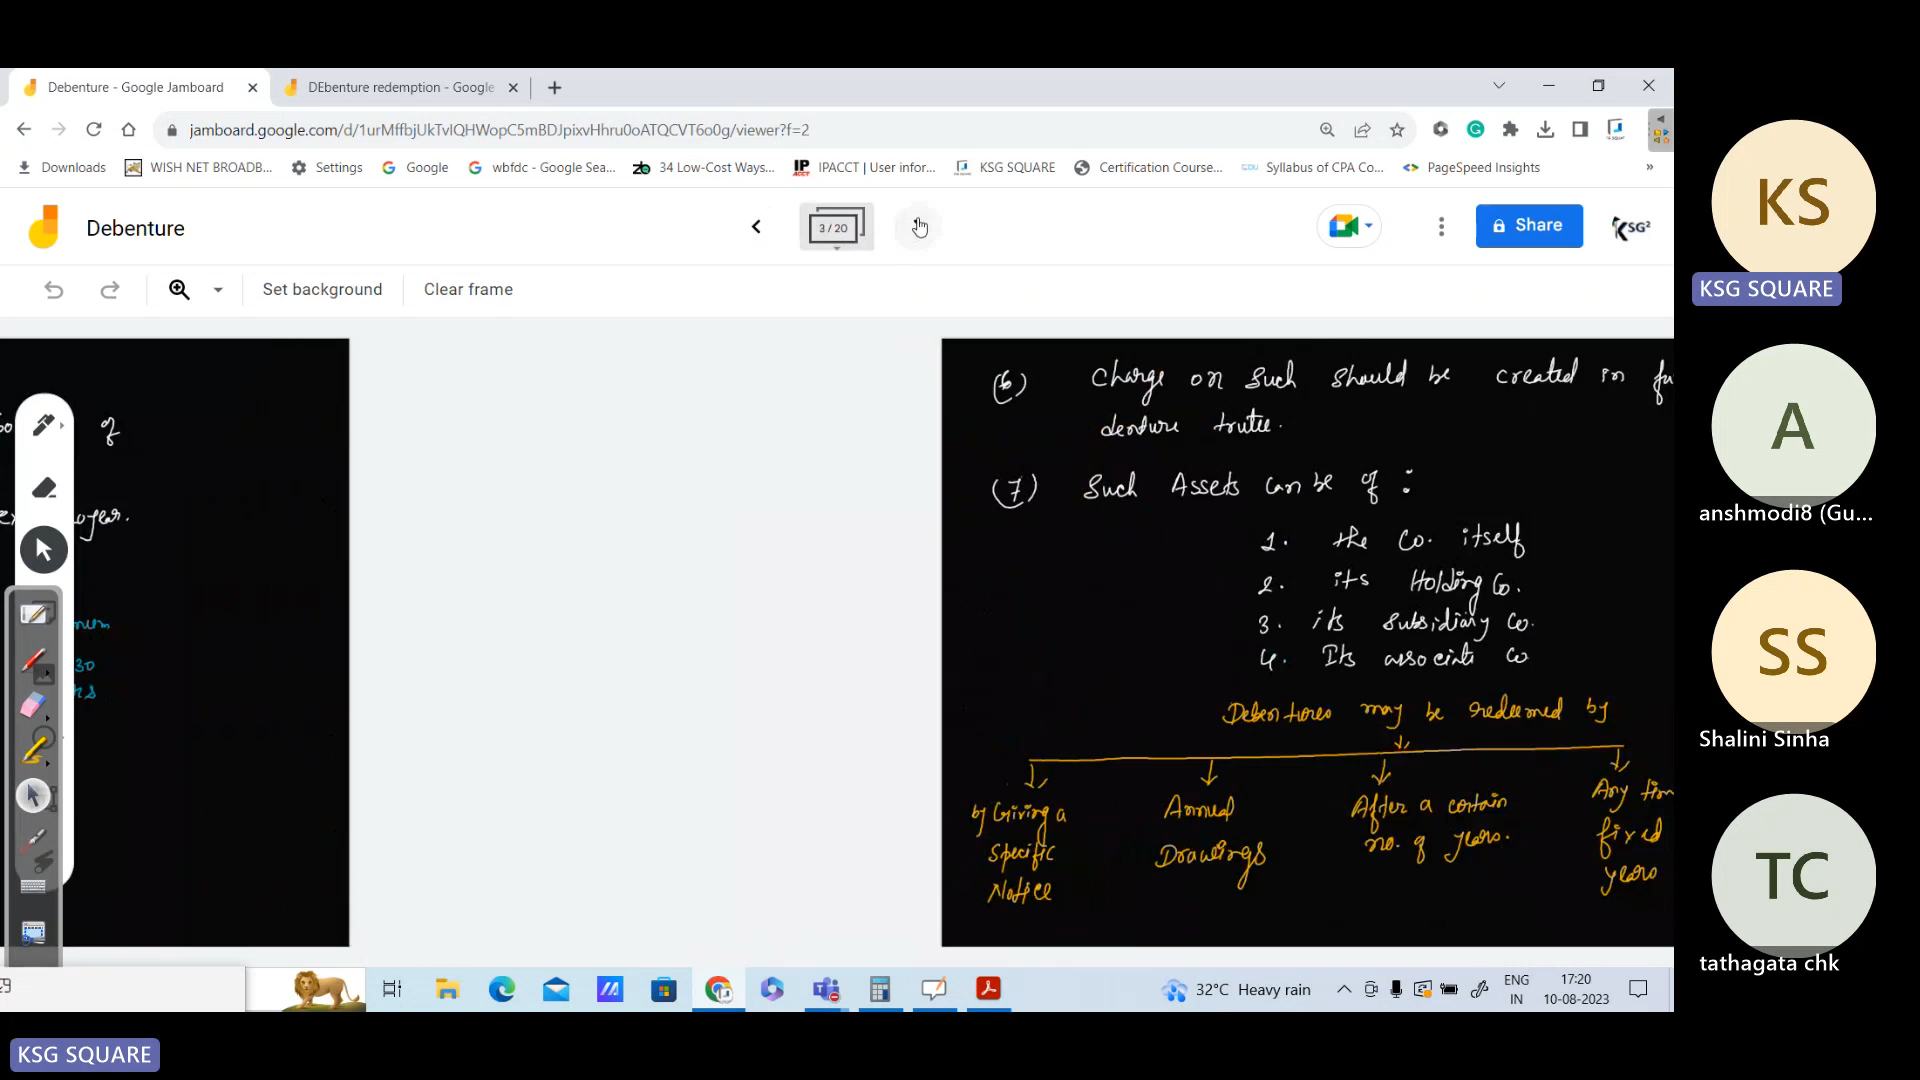 Debenture - Google Jamboard
DEbenture redemption - Google
jamboard.google.com/d/1urMffbjUkTvIQHWopC5mBDJpixvHhru0oATQCVT6o0g/viewer?f=2
Downloads
WISH NET BROADB...
Settings
Google
wbfdc - Google Sea...
34 Low-Cost Ways...
IPACCT | User infor...
KSG SQUARE
Certification Course...
Syllabus of CPA Co...
PageSpeed Insights
»
Debenture
3 / 20
Share
KSG²
Set background
Clear frame
of
year.
30
(6) Charge on Such Should be created in
trutee.
(7) Such Assets can be of :
1. the Co. itself
2. its Holding Co.
3. its subsidiary Co.
4. Its associate Co
Debentures may be redeemed by
by Giving a Specific Notice
Annual Drawings
After a certain no. of years.
Any fixed years
32°C Heavy rain
ENG
IN
17:20
10-08-2023
KS
KSG SQUARE
A
anshmodi8 (Gu...
SS
Shalini Sinha
TC
tathagata chk
KSG SQUARE